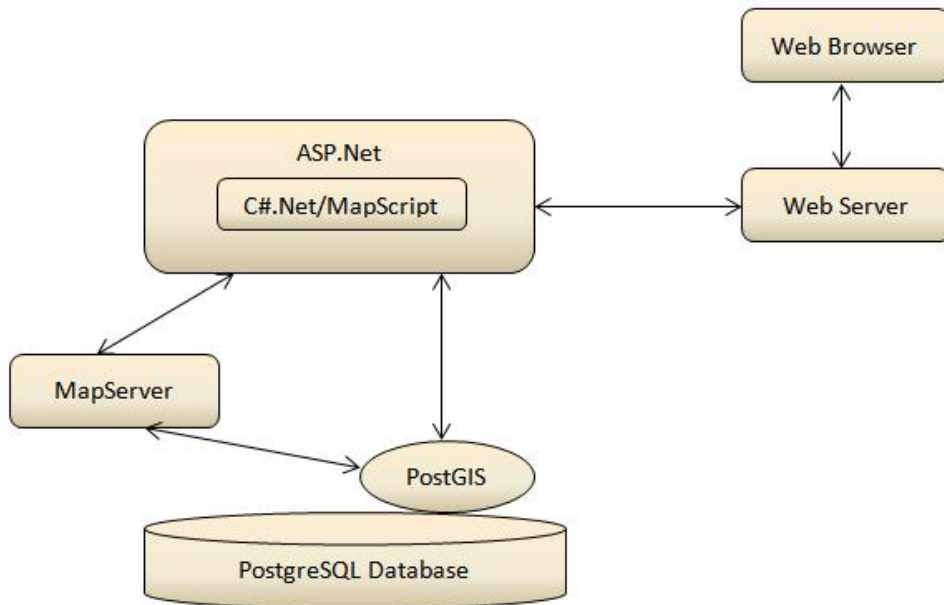 Web Browser
ASP.Net
C#.Net/MapScript
Web Server
MapServer
PostGIS
PostgreSQL Database